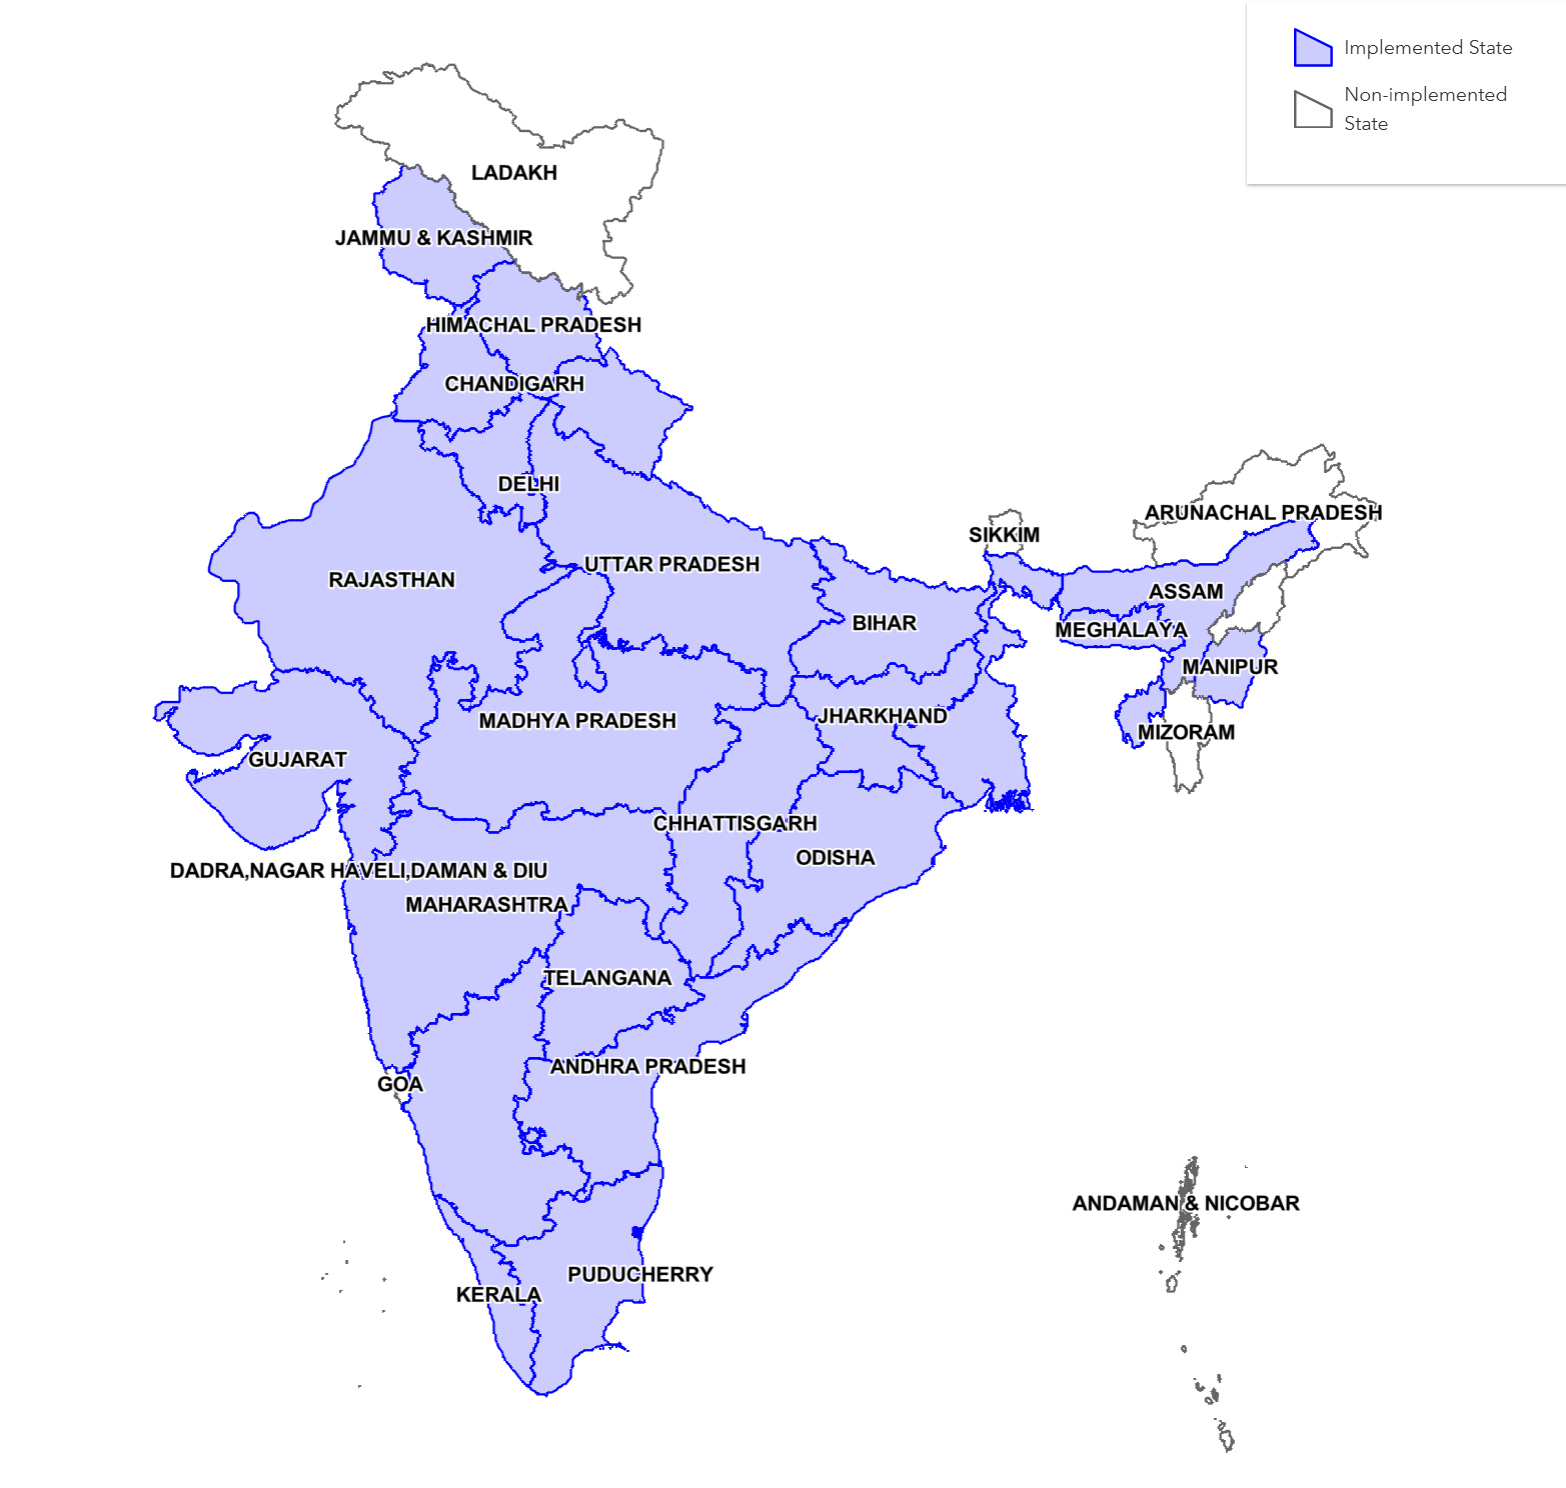 Implemented State
Non-implemented
State
LADAKH
JAMMU & KASHMIR
HIMACHAL PRADESH
CHANDIGARH
DELHI
ARUNACHAL PRADESH
SIKKIM
UTTAR PRADESH
RAJASTHAN
ASSAM
BIHAR
MEGHALAYA
MANIPUR
JHARKHAND
MADHYA PRADESH
MIZORAM
GUJARAT
CHHATTISGARH
ODISHA
DADRA,NAGAR HAVELI,DAMAN & DIU
MAHARASHTRA
TELANGANA
ANDHRA PRADESH
GOA
ANDAMAN & NICOBAR
PUDUCHERRY
KERALA